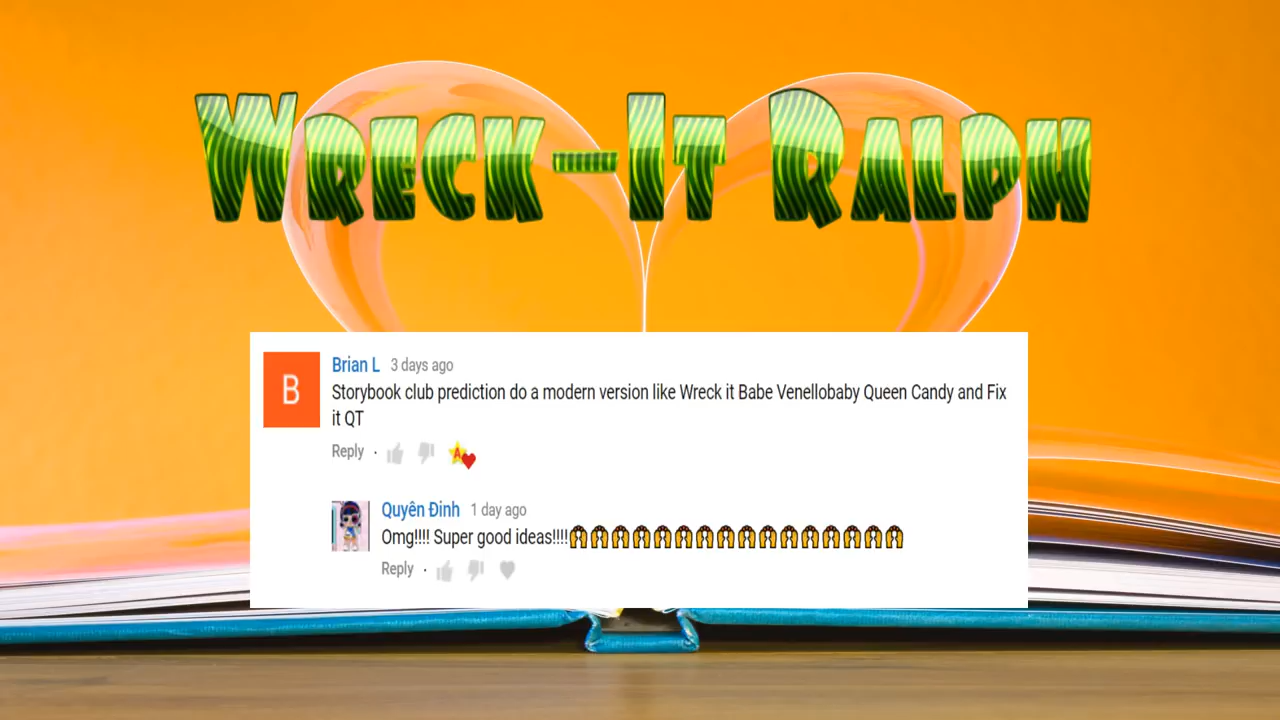 Wreck-It Ralph
B
Brian L 3 days ago
Storybook club prediction do a modern version like Wreck it Babe Venellobaby Queen Candy and Fix
it QT
Reply ·
A
Quyên Đinh 1 day ago
Omg!!!! Super good ideas!!!!
Reply ·